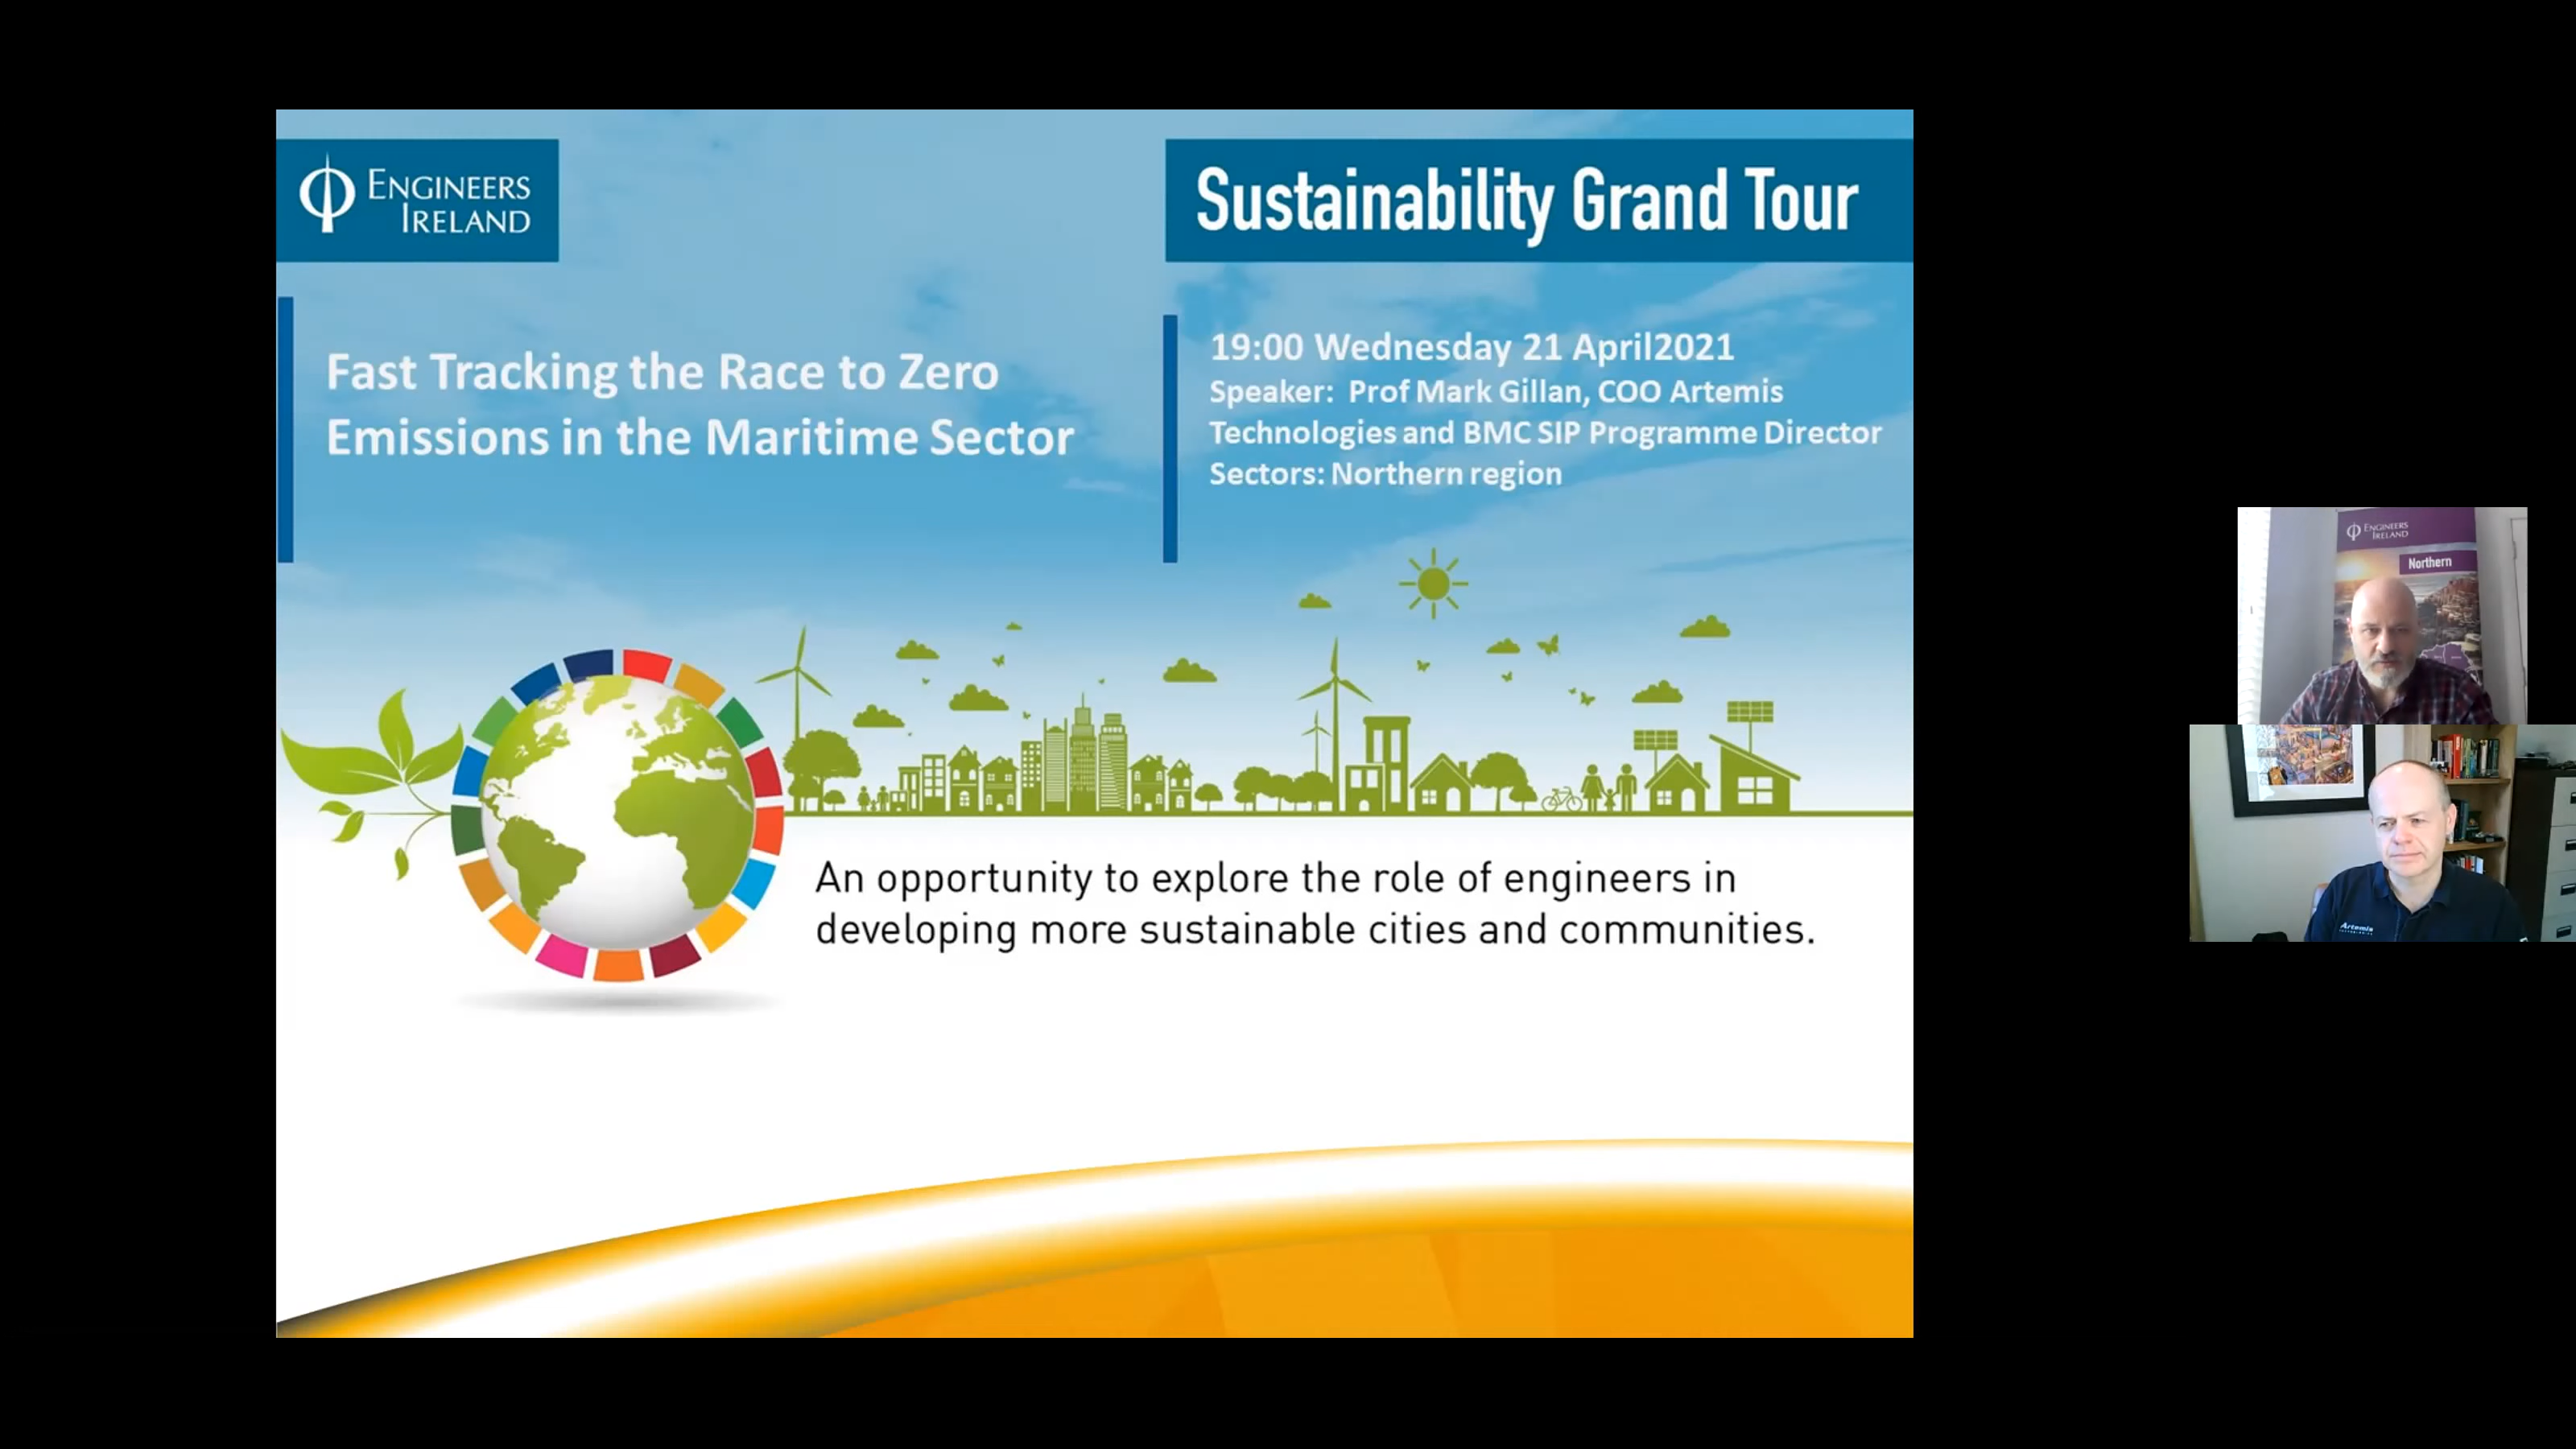 ENGINEERS
IRELAND
Sustainability Grand Tour
Fast Tracking the Race to Zero
Emissions in the Maritime Sector
19:00 Wednesday 21 April2021
Speaker:  Prof Mark Gillan, COO Artemis
Technologies and BMC SIP Programme Director
Sectors: Northern region
An opportunity to explore the role of engineers in
developing more sustainable cities and communities.
ENGINEERS
IRELAND
Northern
Artemis